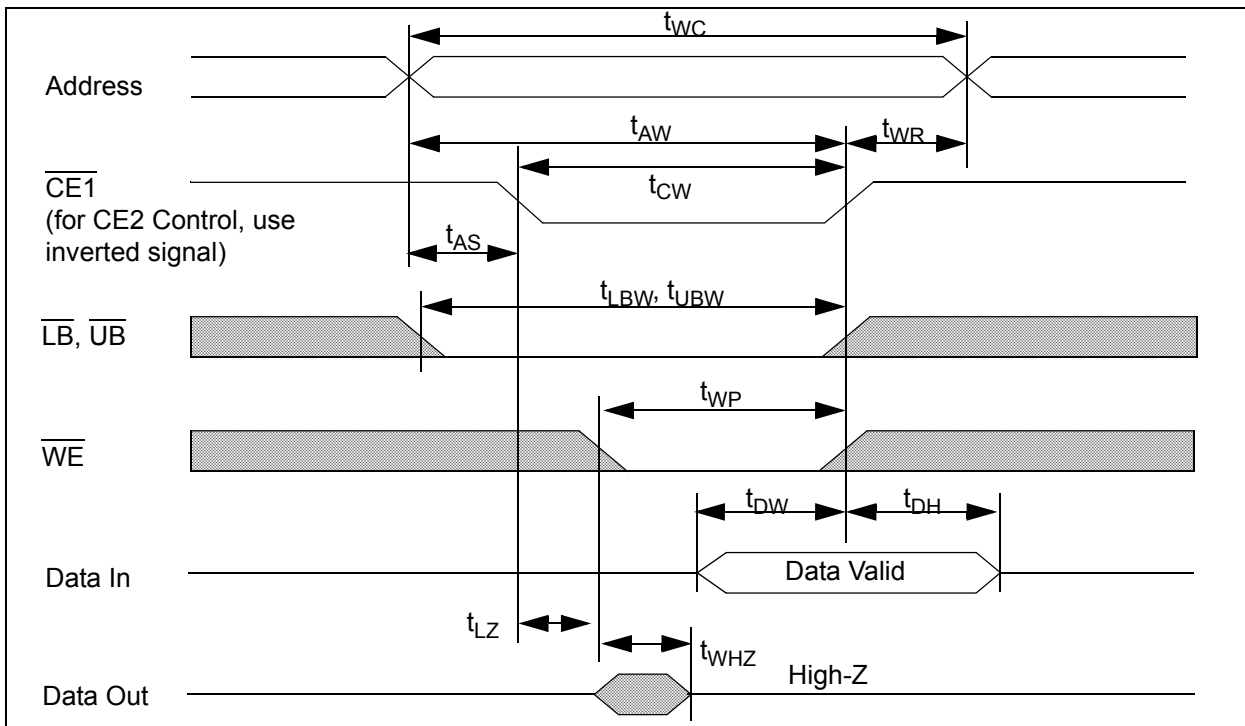 tWC
Address
tAW
tWR
CE1
(for CE2 Control, use
inverted signal)
tCW
tAS
tLBW, tUBW
LB, UB
tWP
WE
tDW
tDH
Data In
Data Valid
tLZ
tWHZ
Data Out
High-Z